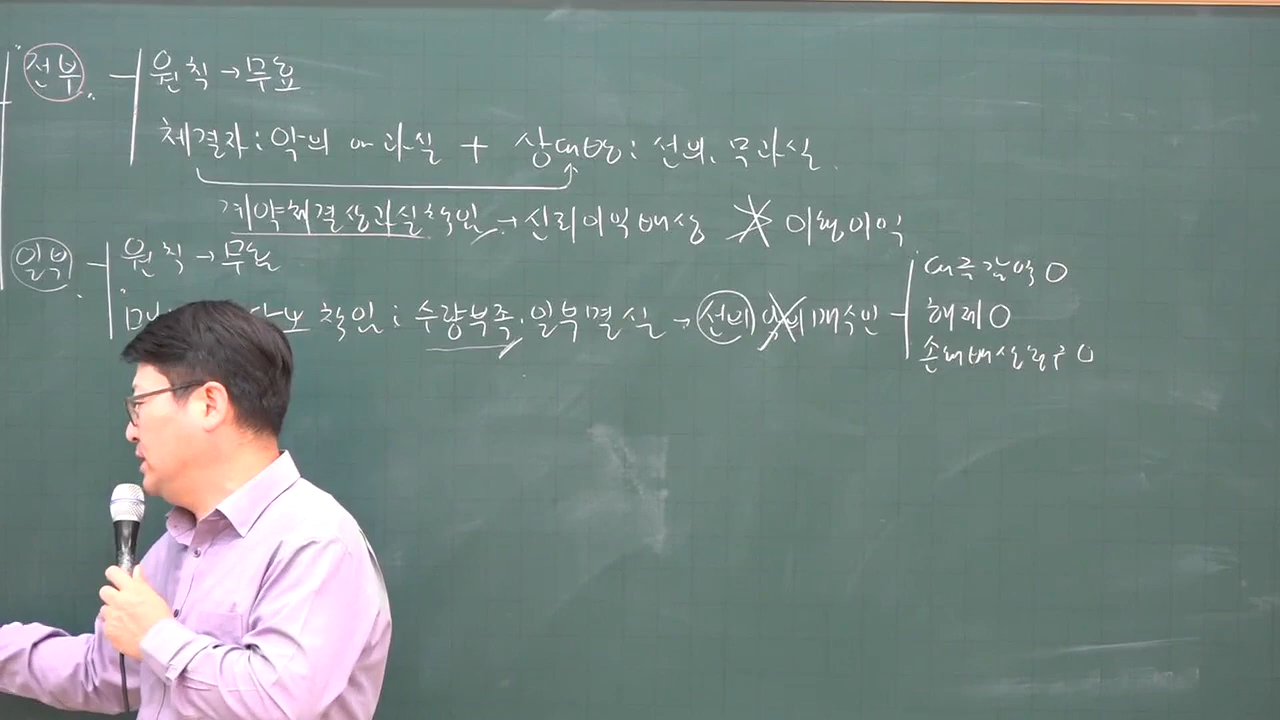 전부 원칙→무효
체결자: 악의 or 과실 + 상대방: 선의. 무과실.
계약체결상과실책임 → 신뢰이익배상 이행이익
일부 원칙→무효
책임: 수량부족. 일부멸실 → 선의 악의 매수인
대금감액 O
해제 O
손해배상청구 O